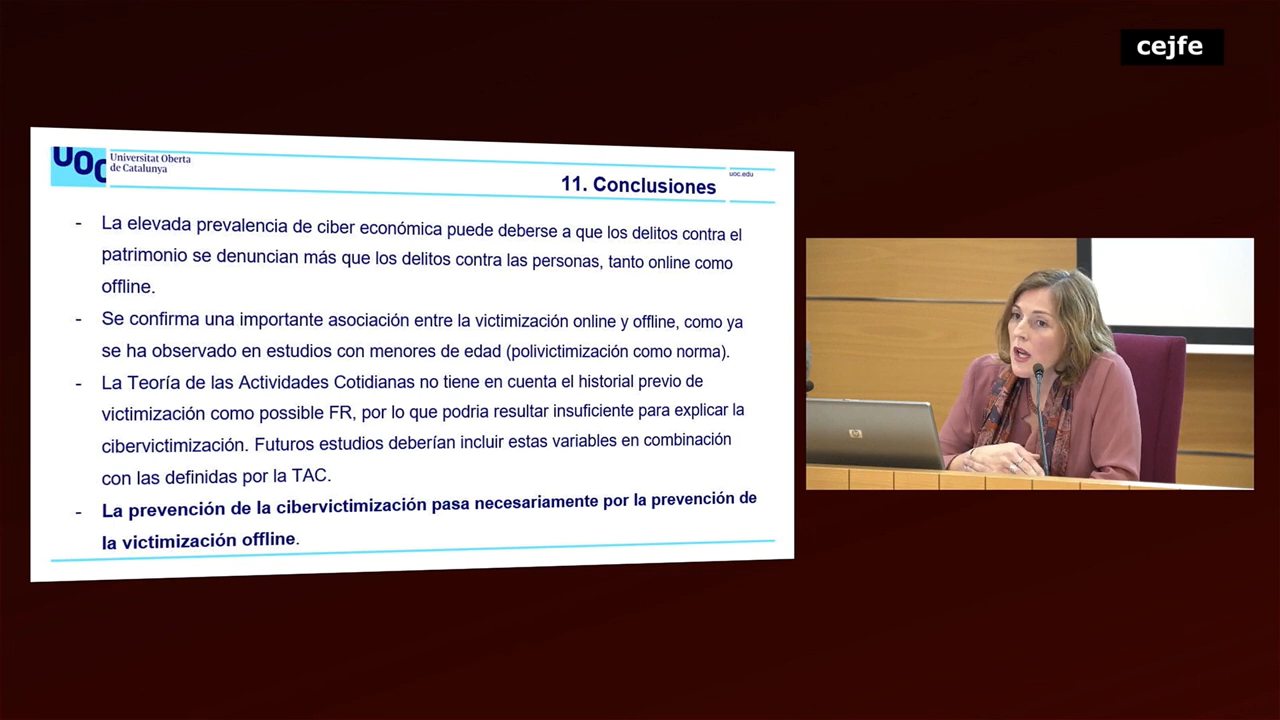 cejfe
UOC
Universitat Oberta
de Catalunya
uoc.edu
11. Conclusiones
- La elevada prevalencia de ciber económica puede deberse a que los delitos contra el
patrimonio se denuncian más que los delitos contra las personas, tanto online como
offline.
- Se confirma una importante asociación entre la victimización online y offline, como ya
se ha observado en estudios con menores de edad (polivictimización como norma).
- La Teoría de las Actividades Cotidianas no tiene en cuenta el historial previo de
victimización como possible FR, por lo que podria resultar insuficiente para explicar la
cibervictimización. Futuros estudios deberían incluir estas variables en combinación
con las definidas por la TAC.
- La prevención de la cibervictimización pasa necesariamente por la prevención de
la victimización offline.
hp